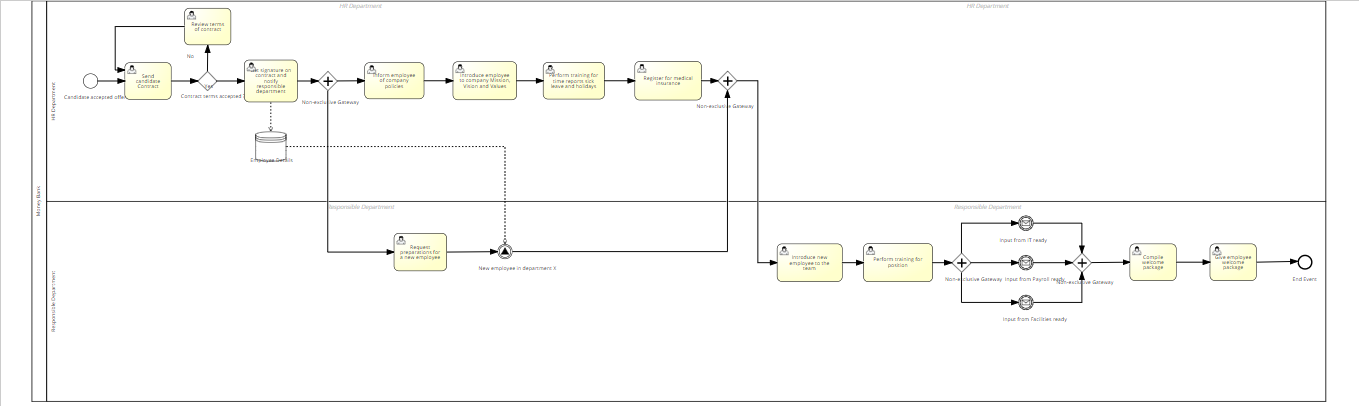 HR Department
HR Department
Review terms
of contract
No
Send
candidate
Contract
Candidate accepted offer
Yes
Contract terms accepted
signature on
contract and
notify
responsible
department
Non-exclusive Gateway
Inform employee
of company
policies
Introduce employee
to company Mission,
Vision and Values
Perform training for
time reports sick
leave and holidays
Register for medical
insurance
Non-exclusive Gateway
HR Department
Employee Details
Money Bank
Responsible Department
Responsible Department
Request
preparations for
a new employee
New employee in department X
Introduce new
employee to the
team
Perform training for
position
Non-exclusive Gateway
Input from IT ready
Input from Payroll ready
Input from Facilities ready
Non-exclusive Gateway
Compile
welcome
package
Give employee
welcome
package
End Event
Responsible Department